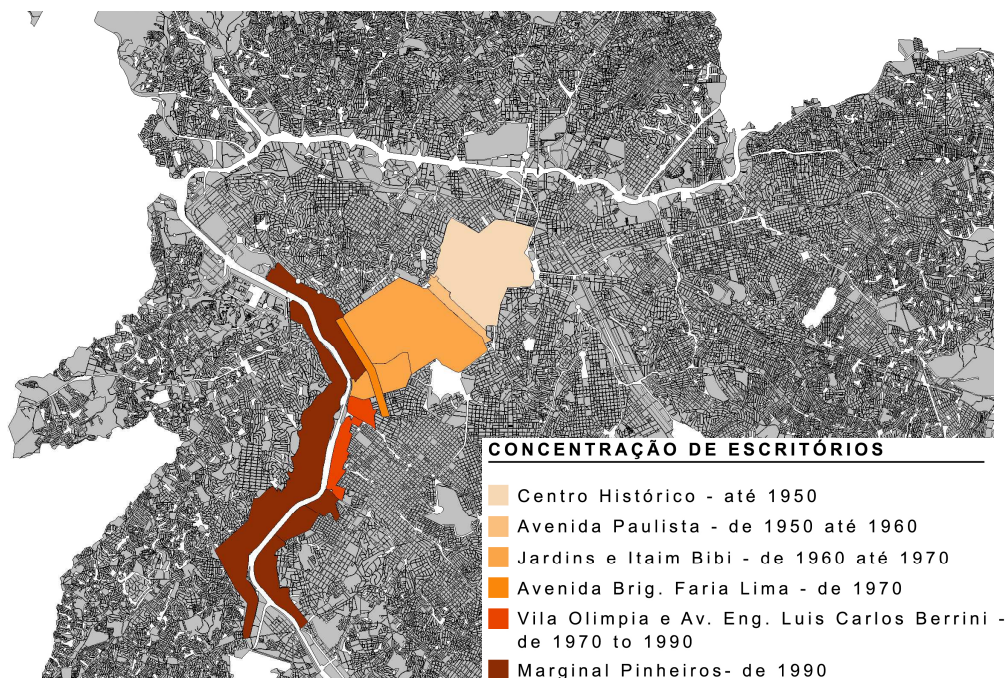 CONCENTRAÇÃO DE ESCRITÓRIOS
Centro Histórico - até 1950
Avenida Paulista - de 1950 até 1960
Jardins e Itaim Bibi - de 1960 até 1970
Avenida Brig. Faria Lima - de 1970
Vila Olimpia e Av. Eng. Luis Carlos Berrini -
de 1970 to 1990
Marginal Pinheiros- de 1990